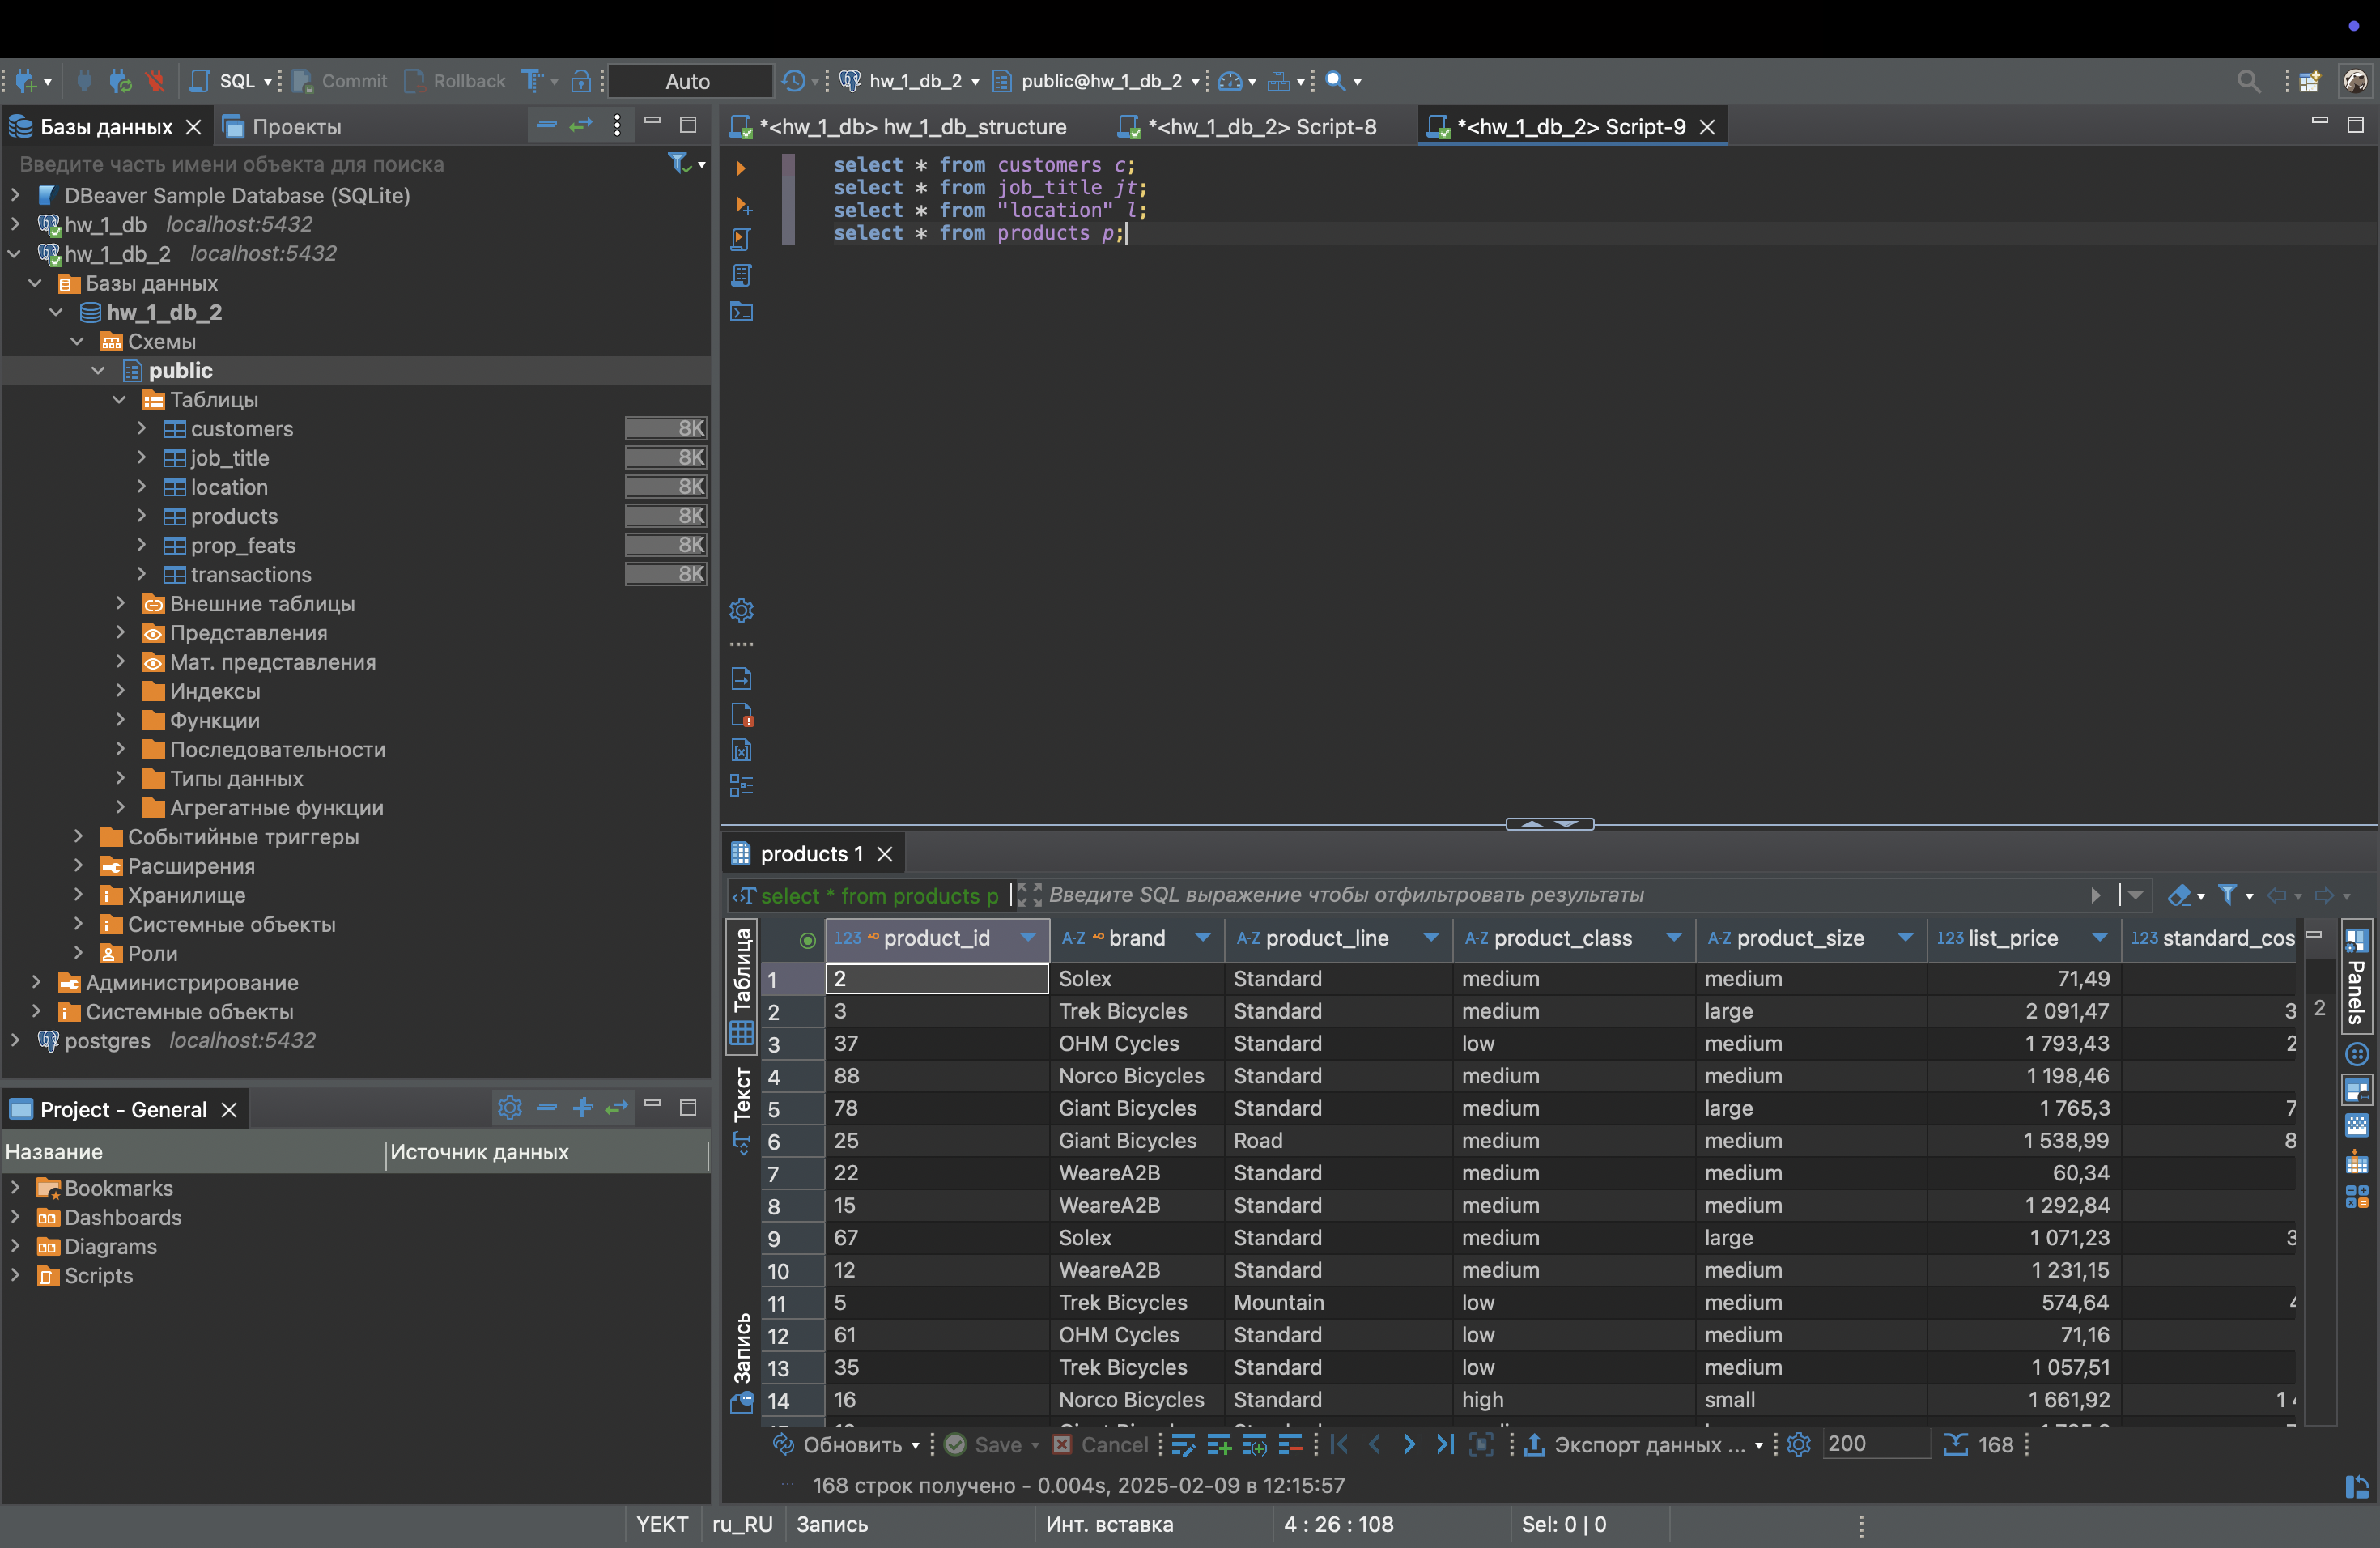 SQL Commit Rollback Auto hw_1_db_2 public@hw_1_db_2
Базы данных Проекты
Введите часть имени объекта для поиска
DBeaver Sample Database (SQLite)
hw_1_db localhost:5432
hw_1_db_2 localhost:5432
Базы данных
hw_1_db_2
Схемы
public
Таблицы
customers 8K
job_title 8K
location 8K
products 8K
prop_feats 8K
transactions 8K
Внешние таблицы
Представления
Мат. представления
Индексы
Функции
Последовательности
Типы данных
Агрегатные функции
Событийные триггеры
Расширения
Хранилище
Системные объекты
Роли
Администрирование
Системные объекты
postgres localhost:5432
Project - General
Название Источник данных
Bookmarks
Dashboards
Diagrams
Scripts
*<hw_1_db> hw_1_db_structure *<hw_1_db_2> Script-8 *<hw_1_db_2> Script-9
select * from customers c;
select * from job_title jt;
select * from "location" l;
select * from products p;
products 1
select * from products p Введите SQL выражение чтобы отфильтровать результаты
Таблица
Текст
Запись
Panels
123 product_id A-Z brand A-Z product_line A-Z product_class A-Z product_size 123 list_price 123 standard_cos
1 2 Solex Standard medium medium 71,49
2 3 Trek Bicycles Standard medium large 2 091,47 3 2
3 37 OHM Cycles Standard low medium 1 793,43 2
4 88 Norco Bicycles Standard medium medium 1 198,46
5 78 Giant Bicycles Standard medium large 1 765,3 7
6 25 Giant Bicycles Road medium medium 1 538,99 8
7 22 WeareA2B Standard medium medium 60,34
8 15 WeareA2B Standard medium medium 1 292,84
9 67 Solex Standard medium large 1 071,23 3
10 12 WeareA2B Standard medium medium 1 231,15
11 5 Trek Bicycles Mountain low medium 574,64
12 61 OHM Cycles Standard low medium 71,16
13 35 Trek Bicycles Standard low medium 1 057,51
14 16 Norco Bicycles Standard high small 1 661,92 1
Обновить Save Cancel Экспорт данных ... 200 168
168 строк получено - 0.004s, 2025-02-09 в 12:15:57
YEKT ru_RU Запись Инт. вставка 4 : 26 : 108 Sel: 0 | 0